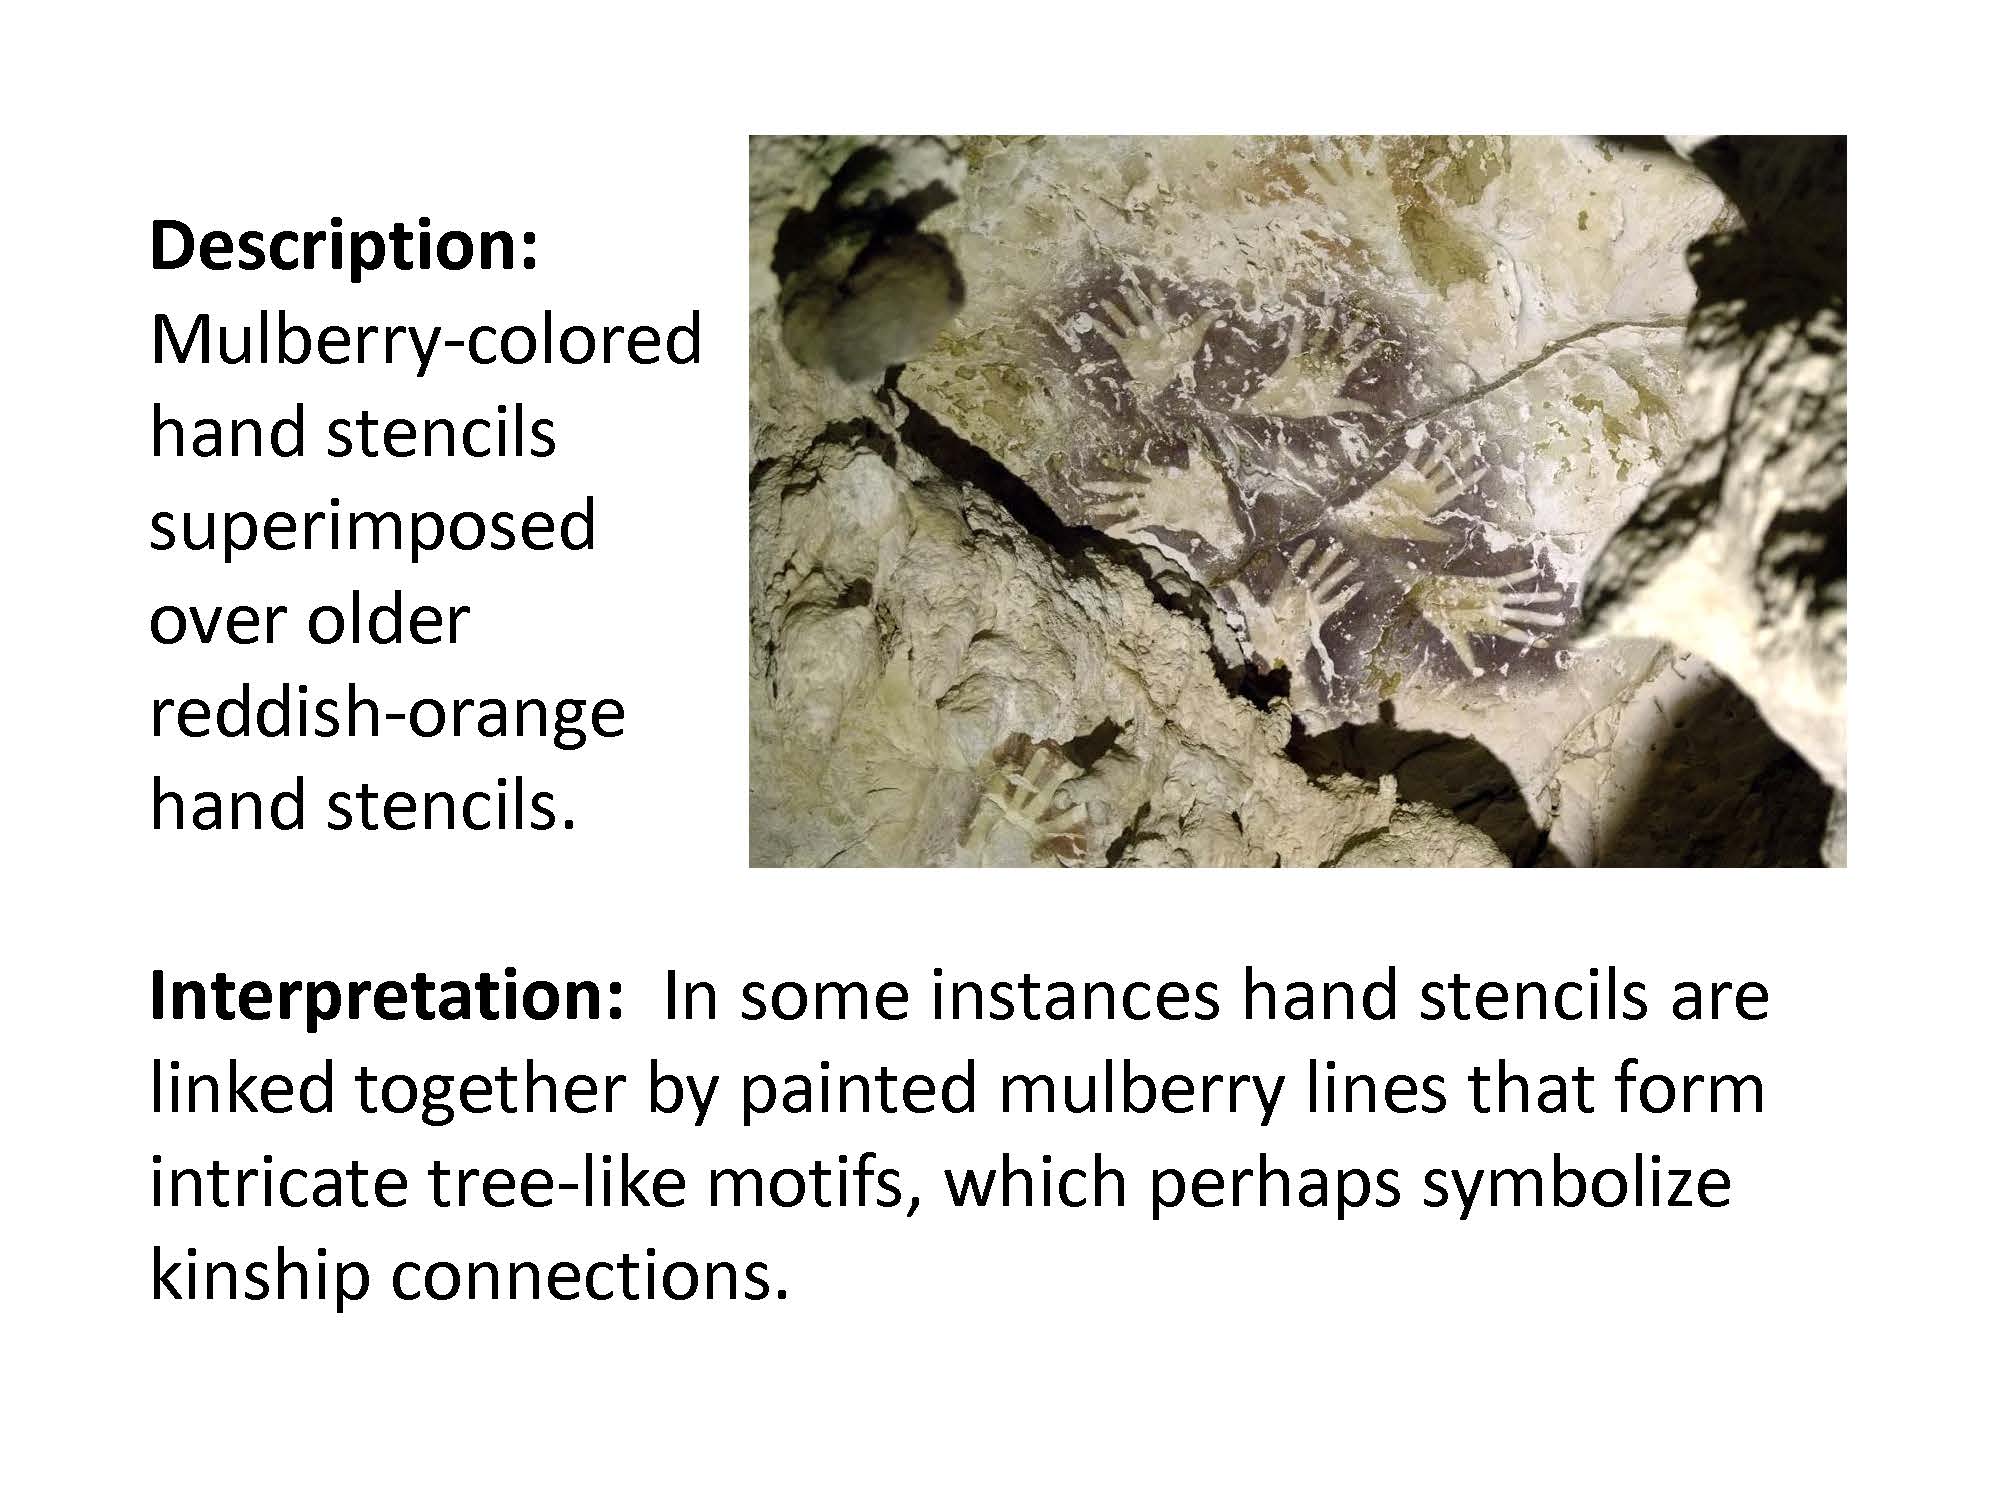 Description:
Mulberry-colored
hand stencils
superimposed
over older
reddish-orange
hand stencils.
Interpretation:  In some instances hand stencils are
linked together by painted mulberry lines that form
intricate tree-like motifs, which perhaps symbolize
kinship connections.